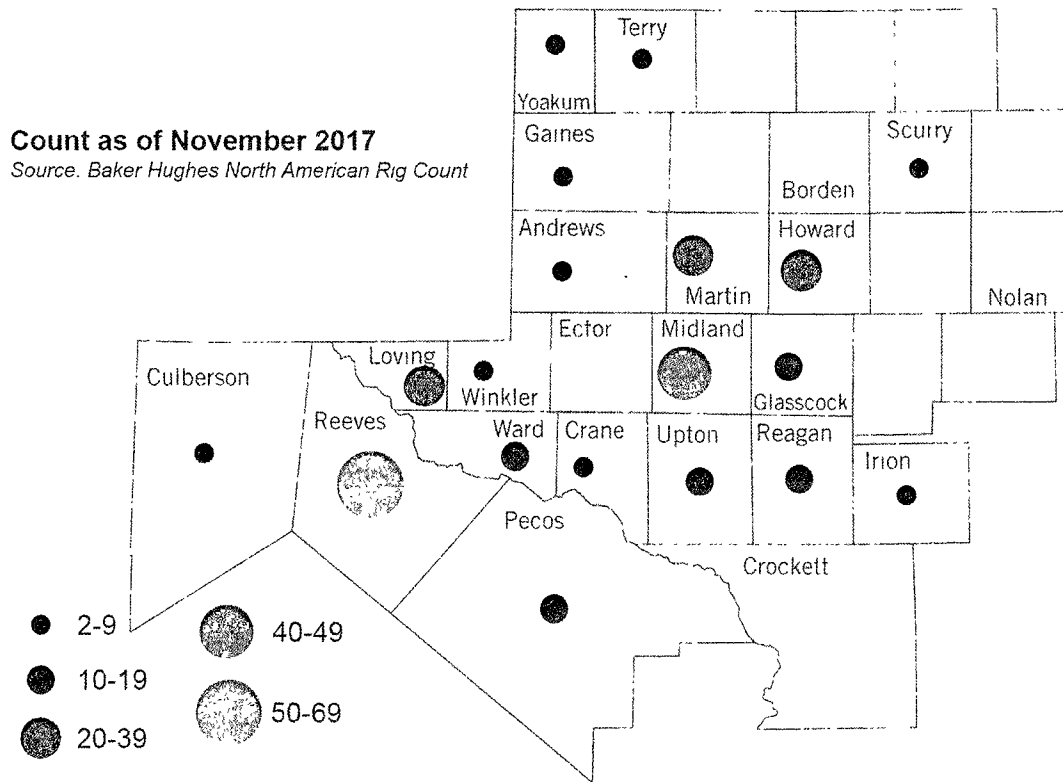 Terry
Yoakum
Count as of November 2017
Source. Baker Hughes North American Rig Count
Gaines
Scurry
Borden
Andrews
Howard
Martin
Nolan
Ector
Midland
Loving
Culberson
Winkler
Glasscock
Reeves
Ward
Crane
Upton
Reagan
Irion
Pecos
Crockett
2-9
40-49
10-19
50-69
20-39